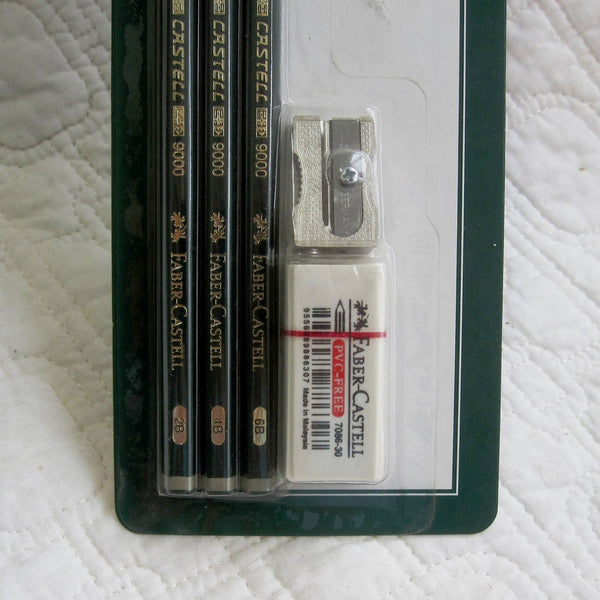 CASTELL 9000 FABER-CASTELL 2B
CASTELL 9000 FABER-CASTELL 4B
CASTELL 9000 FABER-CASTELL 6B
FABER-CASTELL
PVC-FREE 7086-30
Made in Malaysia